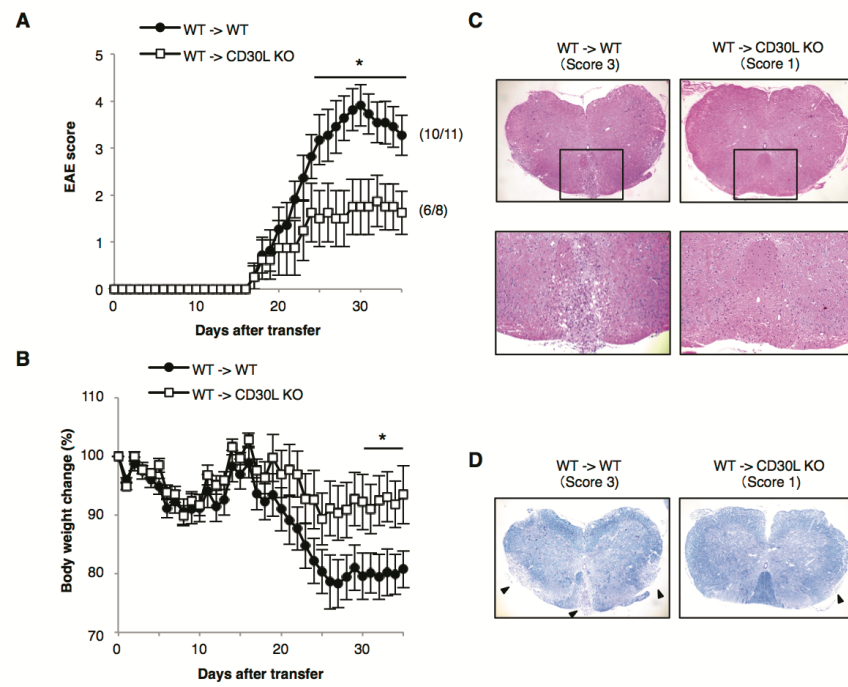 A
WT -> WT
WT -> CD30L KO
*
5
4
3
2
1
0
EAE score
(10/11)
(6/8)
0 10 20 30
Days after transfer
B
WT -> WT
WT -> CD30L KO
*
110
100
90
80
70
Body weight change (%)
0 10 20 30
Days after transfer
C
WT -> WT
(Score 3)
WT -> CD30L KO
(Score 1)
D
WT -> WT
(Score 3)
WT -> CD30L KO
(Score 1)